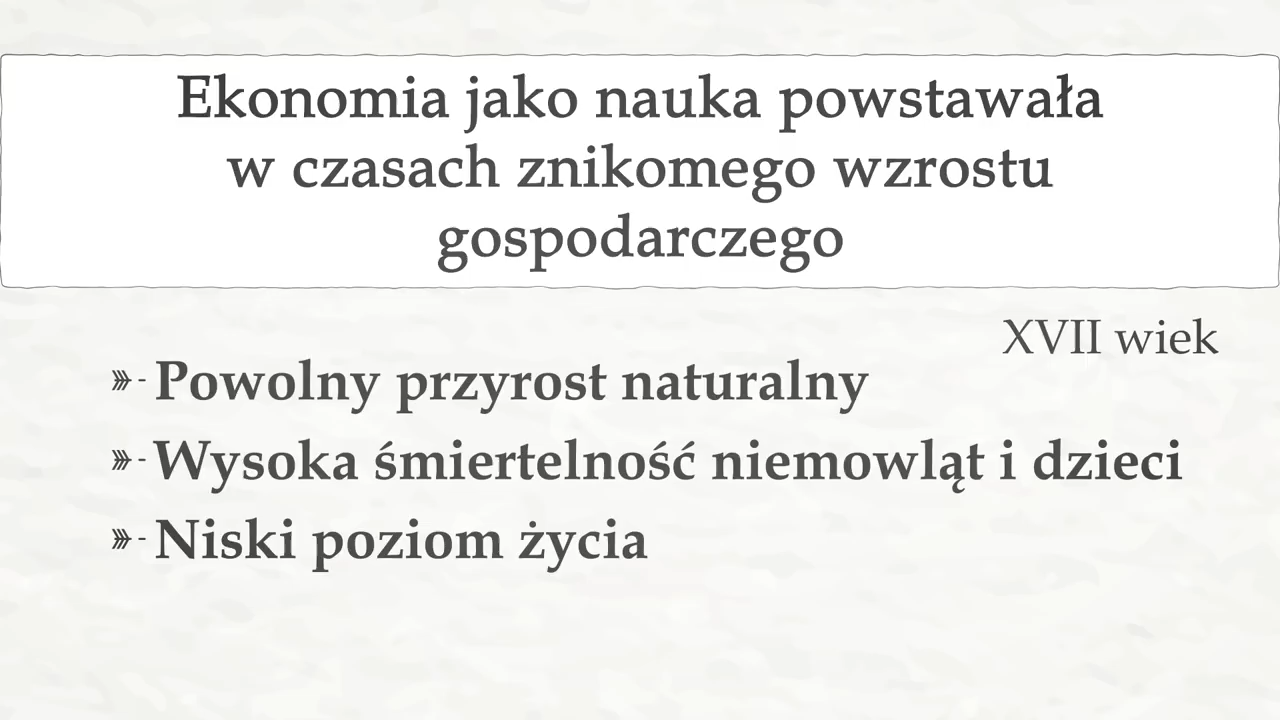 Ekonomia jako nauka powstawała
w czasach znikomego wzrostu
gospodarczego
XVII wiek
Powolny przyrost naturalny
Wysoka śmiertelność niemowląt i dzieci
Niski poziom życia